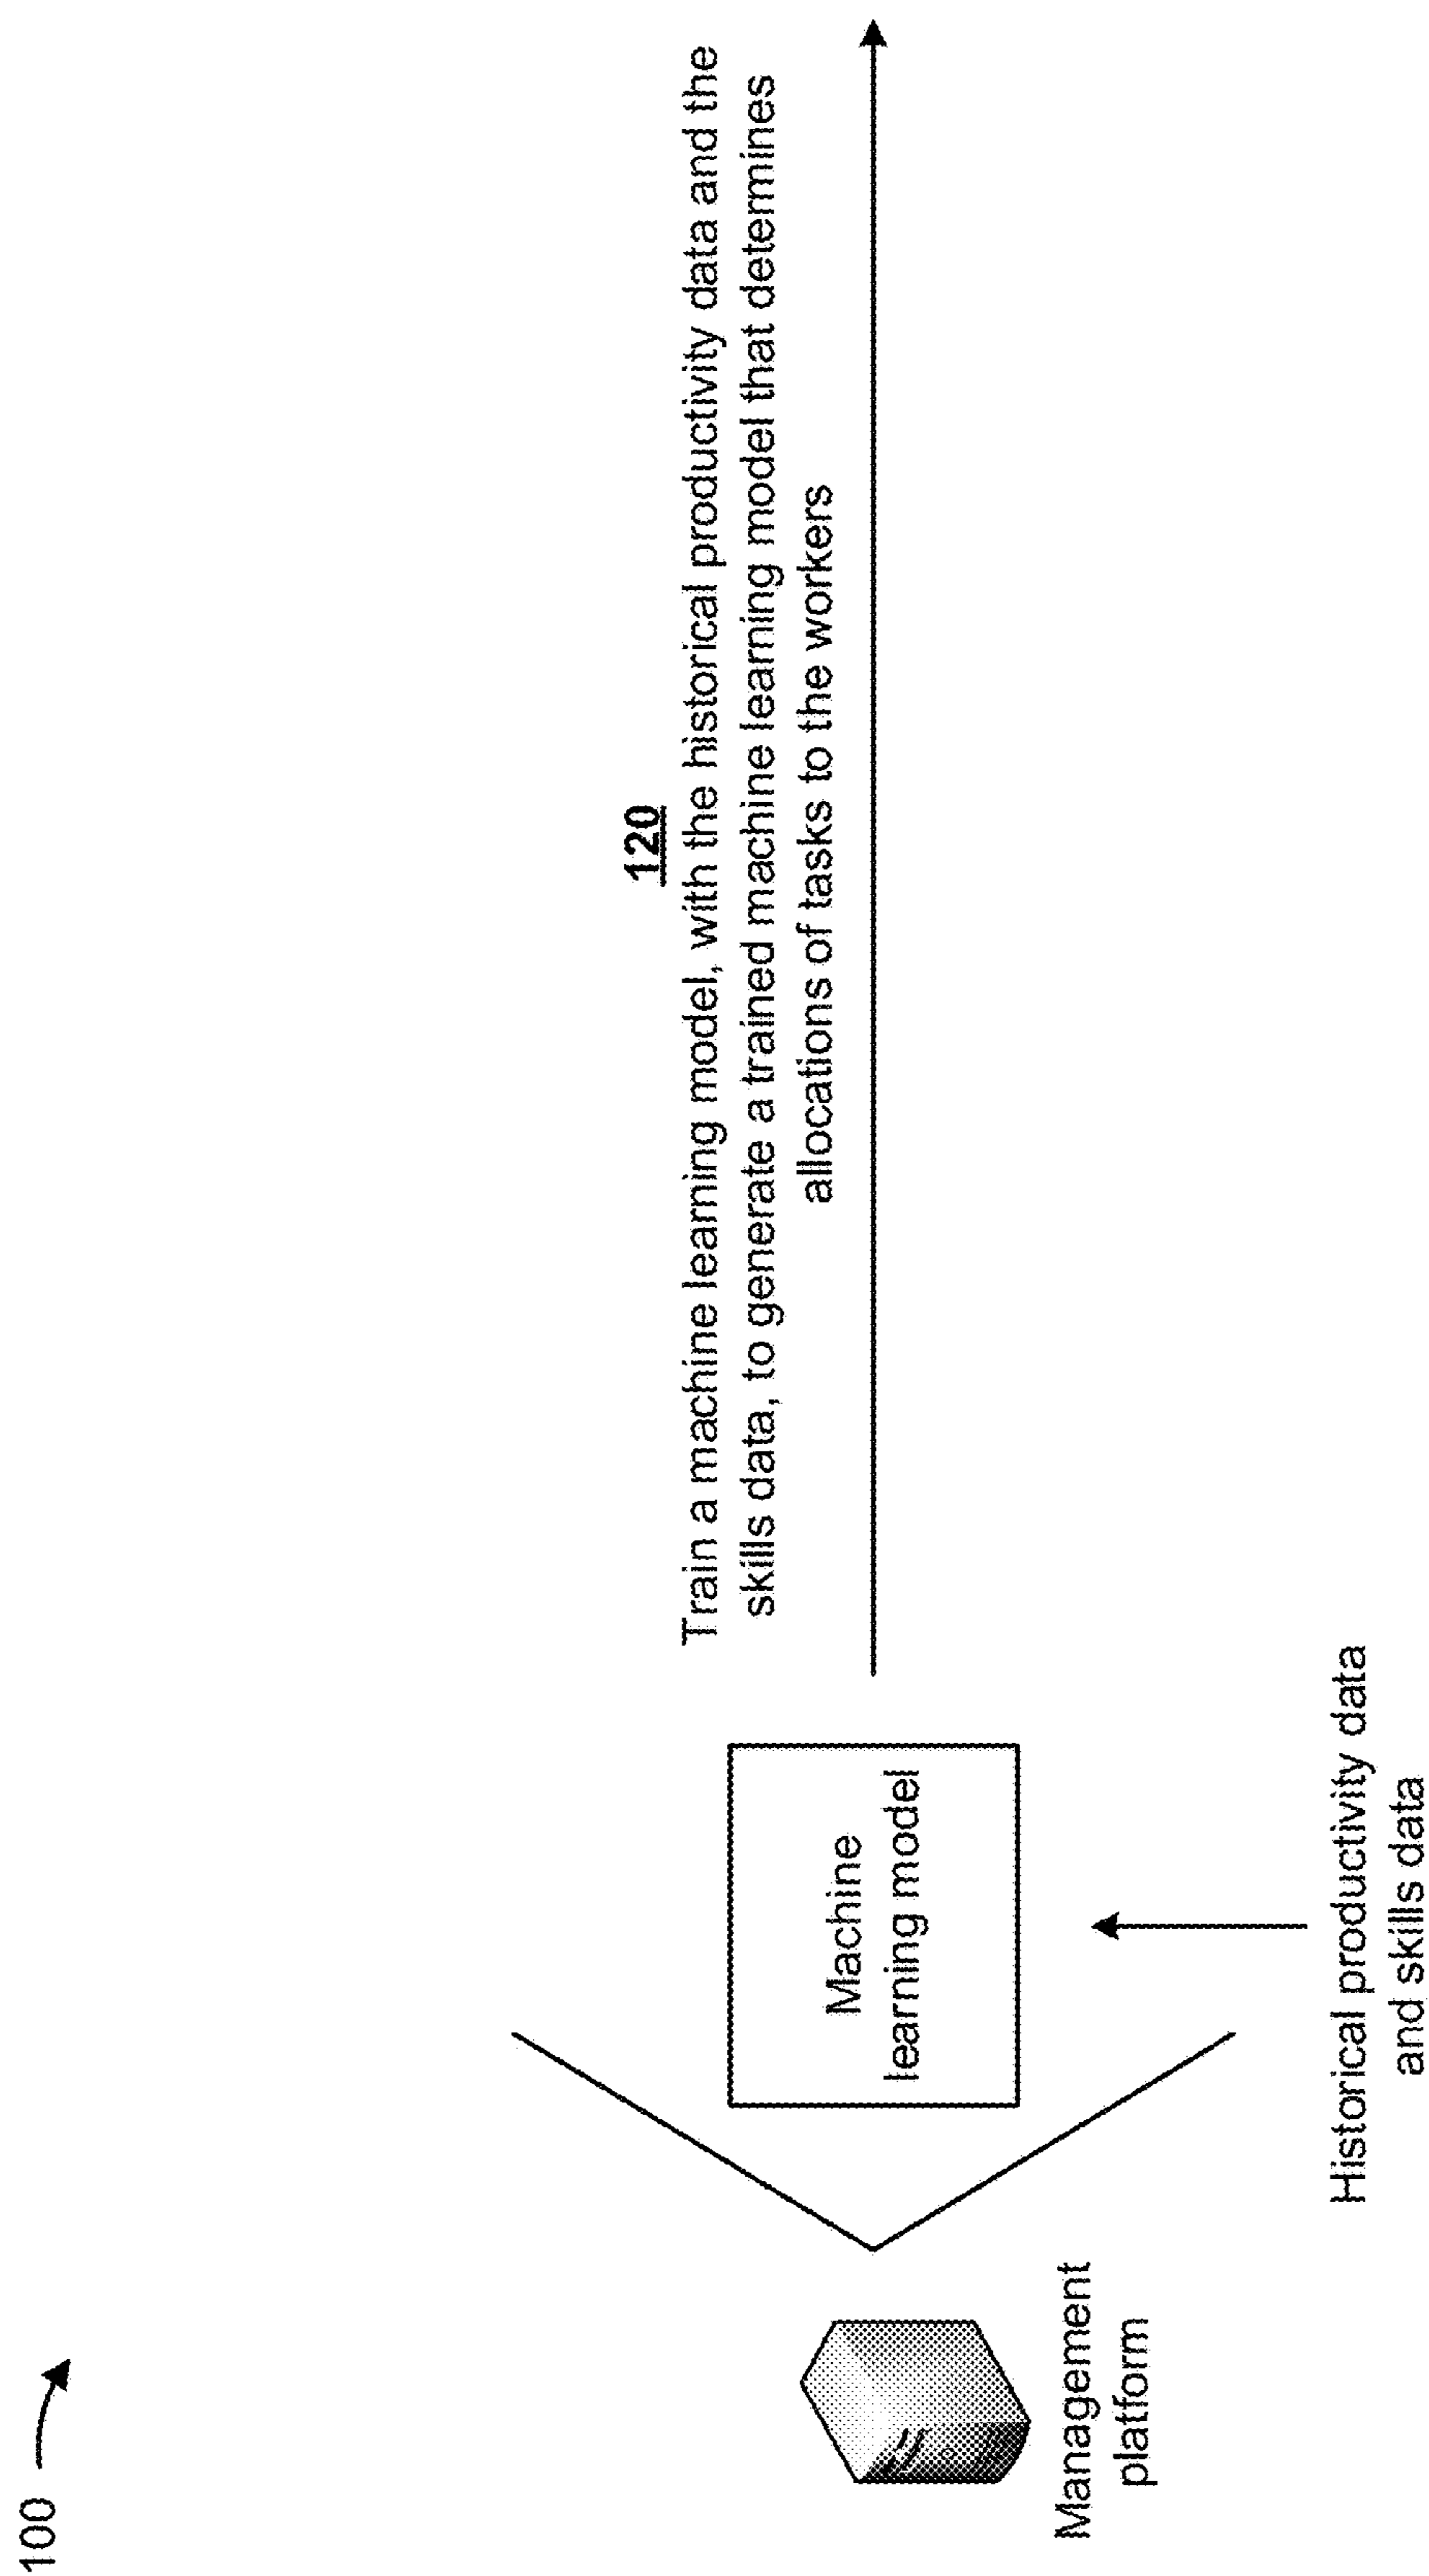 100
120
Train a machine learning model, with the historical productivity data and the
skills data, to generate a trained machine learning model that determines
allocations of tasks to the workers
Machine
learning model
Management
platform
Historical productivity data
and skills data